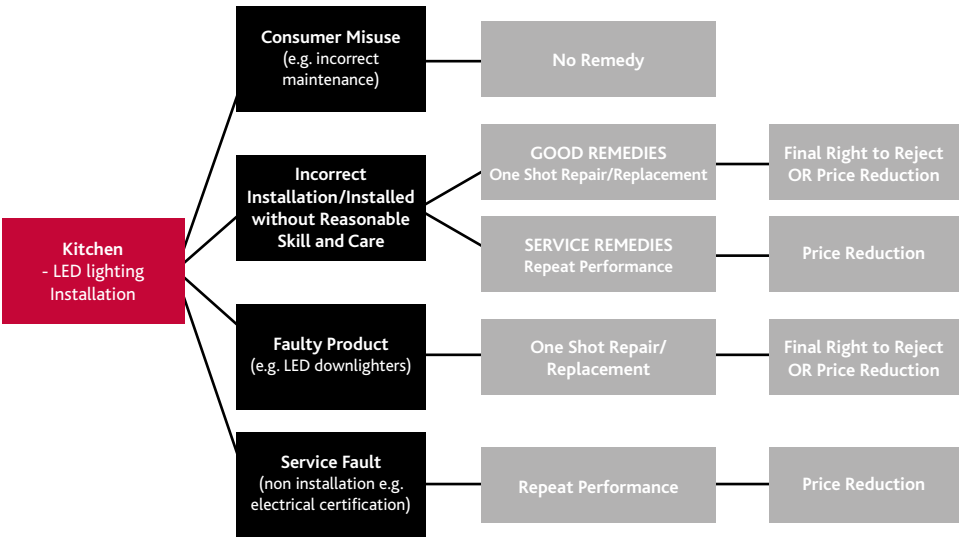 Kitchen
- LED lighting
Installation
Consumer Misuse
(e.g. incorrect
maintenance)
No Remedy
Incorrect
Installation/Installed
without Reasonable
Skill and Care
GOOD REMEDIES
One Shot Repair/Replacement
Final Right to Reject
OR Price Reduction
SERVICE REMEDIES
Repeat Performance
Price Reduction
Faulty Product
(e.g. LED downlighters)
One Shot Repair/
Replacement
Final Right to Reject
OR Price Reduction
Service Fault
(non installation e.g.
electrical certification)
Repeat Performance
Price Reduction